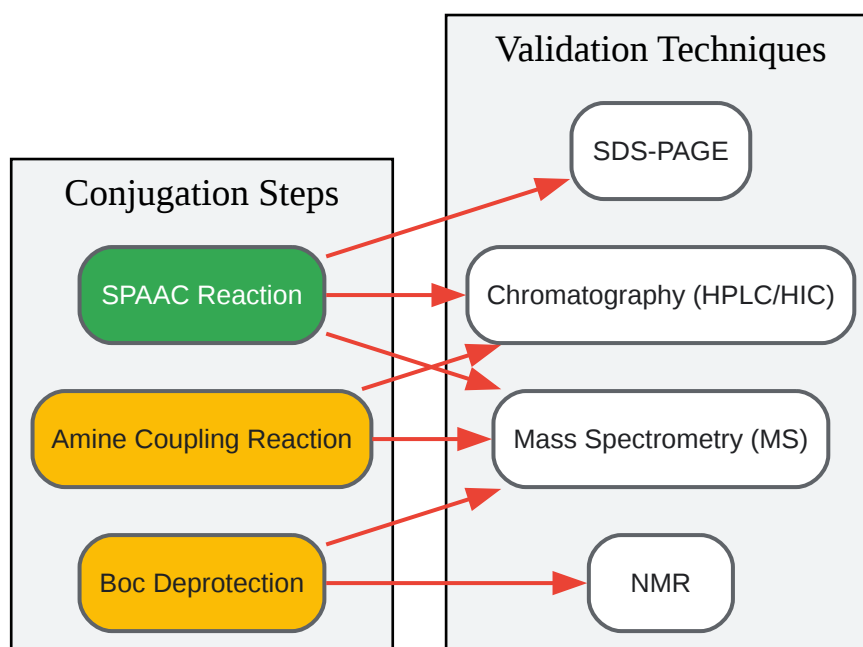 Conjugation Steps
SPAAC Reaction
Amine Coupling Reaction
Boc Deprotection
Validation Techniques
SDS-PAGE
Chromatography (HPLC/HIC)
Mass Spectrometry (MS)
NMR